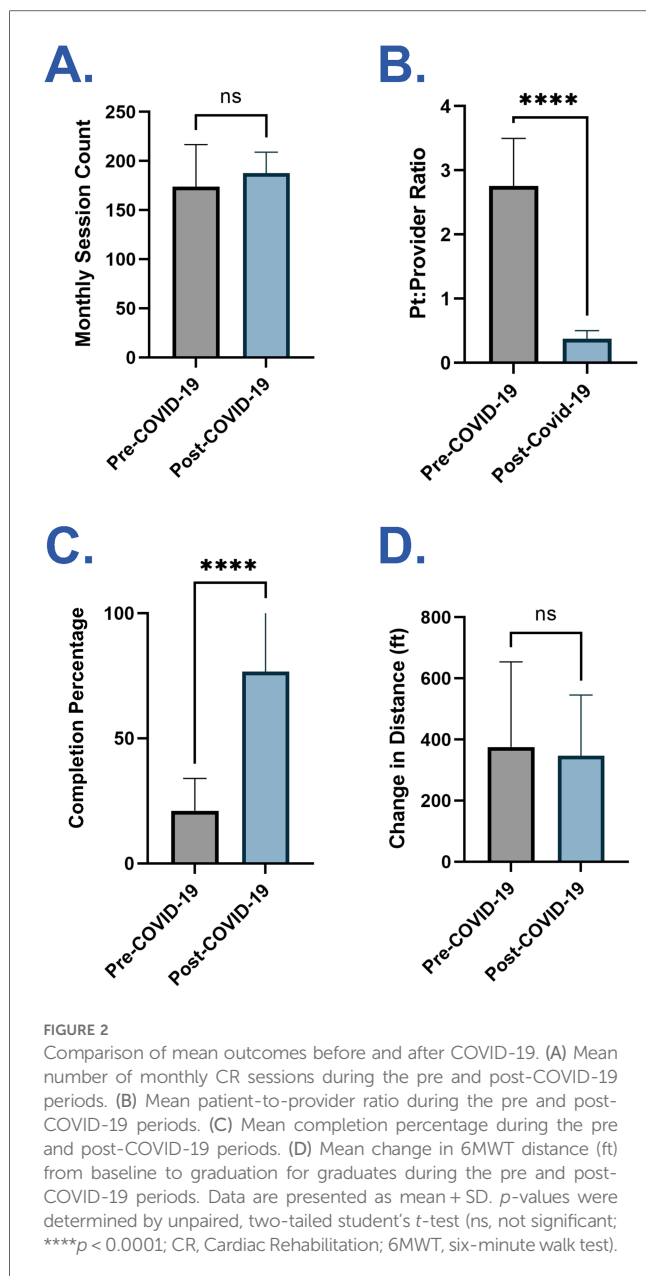 A.
ns
250
200
150
100
50
0
Monthly Session Count
Pre-COVID-19
Post-COVID-19
B.
****
4
3
2
1
0
Pt:Provider Ratio
Pre-COVID-19
Post-Covid-19
C.
****
100
50
0
Completion Percentage
Pre-COVID-19
Post-COVID-19
D.
ns
800
600
400
200
0
Change in Distance (ft)
Pre-COVID-19
Post-COVID-19
FIGURE 2
Comparison of mean outcomes before and after COVID-19. (A) Mean
number of monthly CR sessions during the pre and post-COVID-19
periods. (B) Mean patient-to-provider ratio during the pre and post-
COVID-19 periods. (C) Mean completion percentage during the pre
and post-COVID-19 periods. (D) Mean change in 6MWT distance (ft)
from baseline to graduation for graduates during the pre and post-
COVID-19 periods. Data are presented as mean + SD. p-values were
determined by unpaired, two-tailed student's t-test (ns, not significant;
****p < 0.0001; CR, Cardiac Rehabilitation; 6MWT, six-minute walk test).